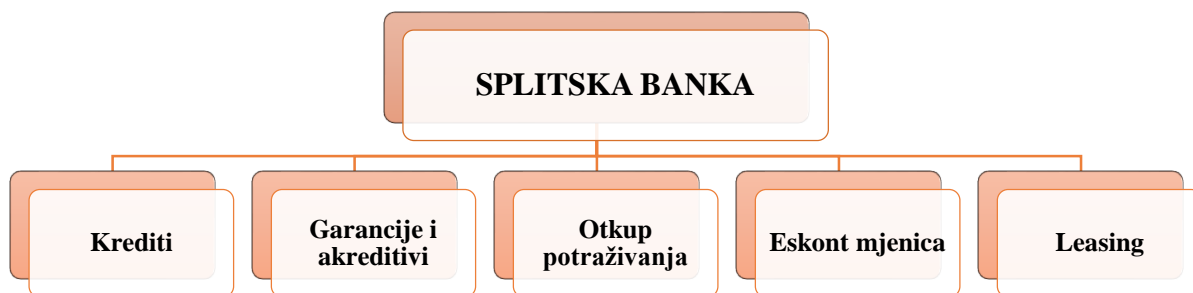 SPLITSKA BANKA
Krediti
Garancije i
akreditivi
Otkup
potraživanja
Eskont mjenica
Leasing